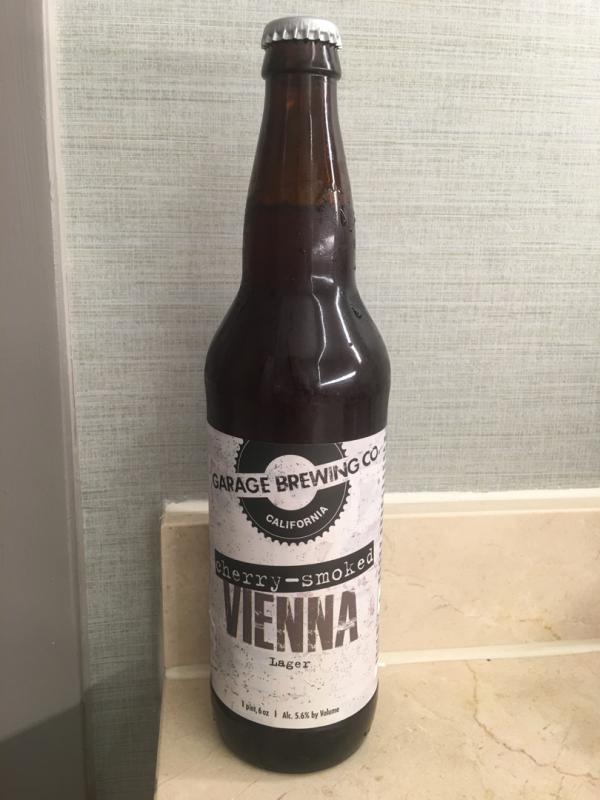 GARAGE BREWING CO
CALIFORNIA
cherry-smoked
VIENNA
Lager
1 pint, 6 oz | Alc. 5.6% by Volume